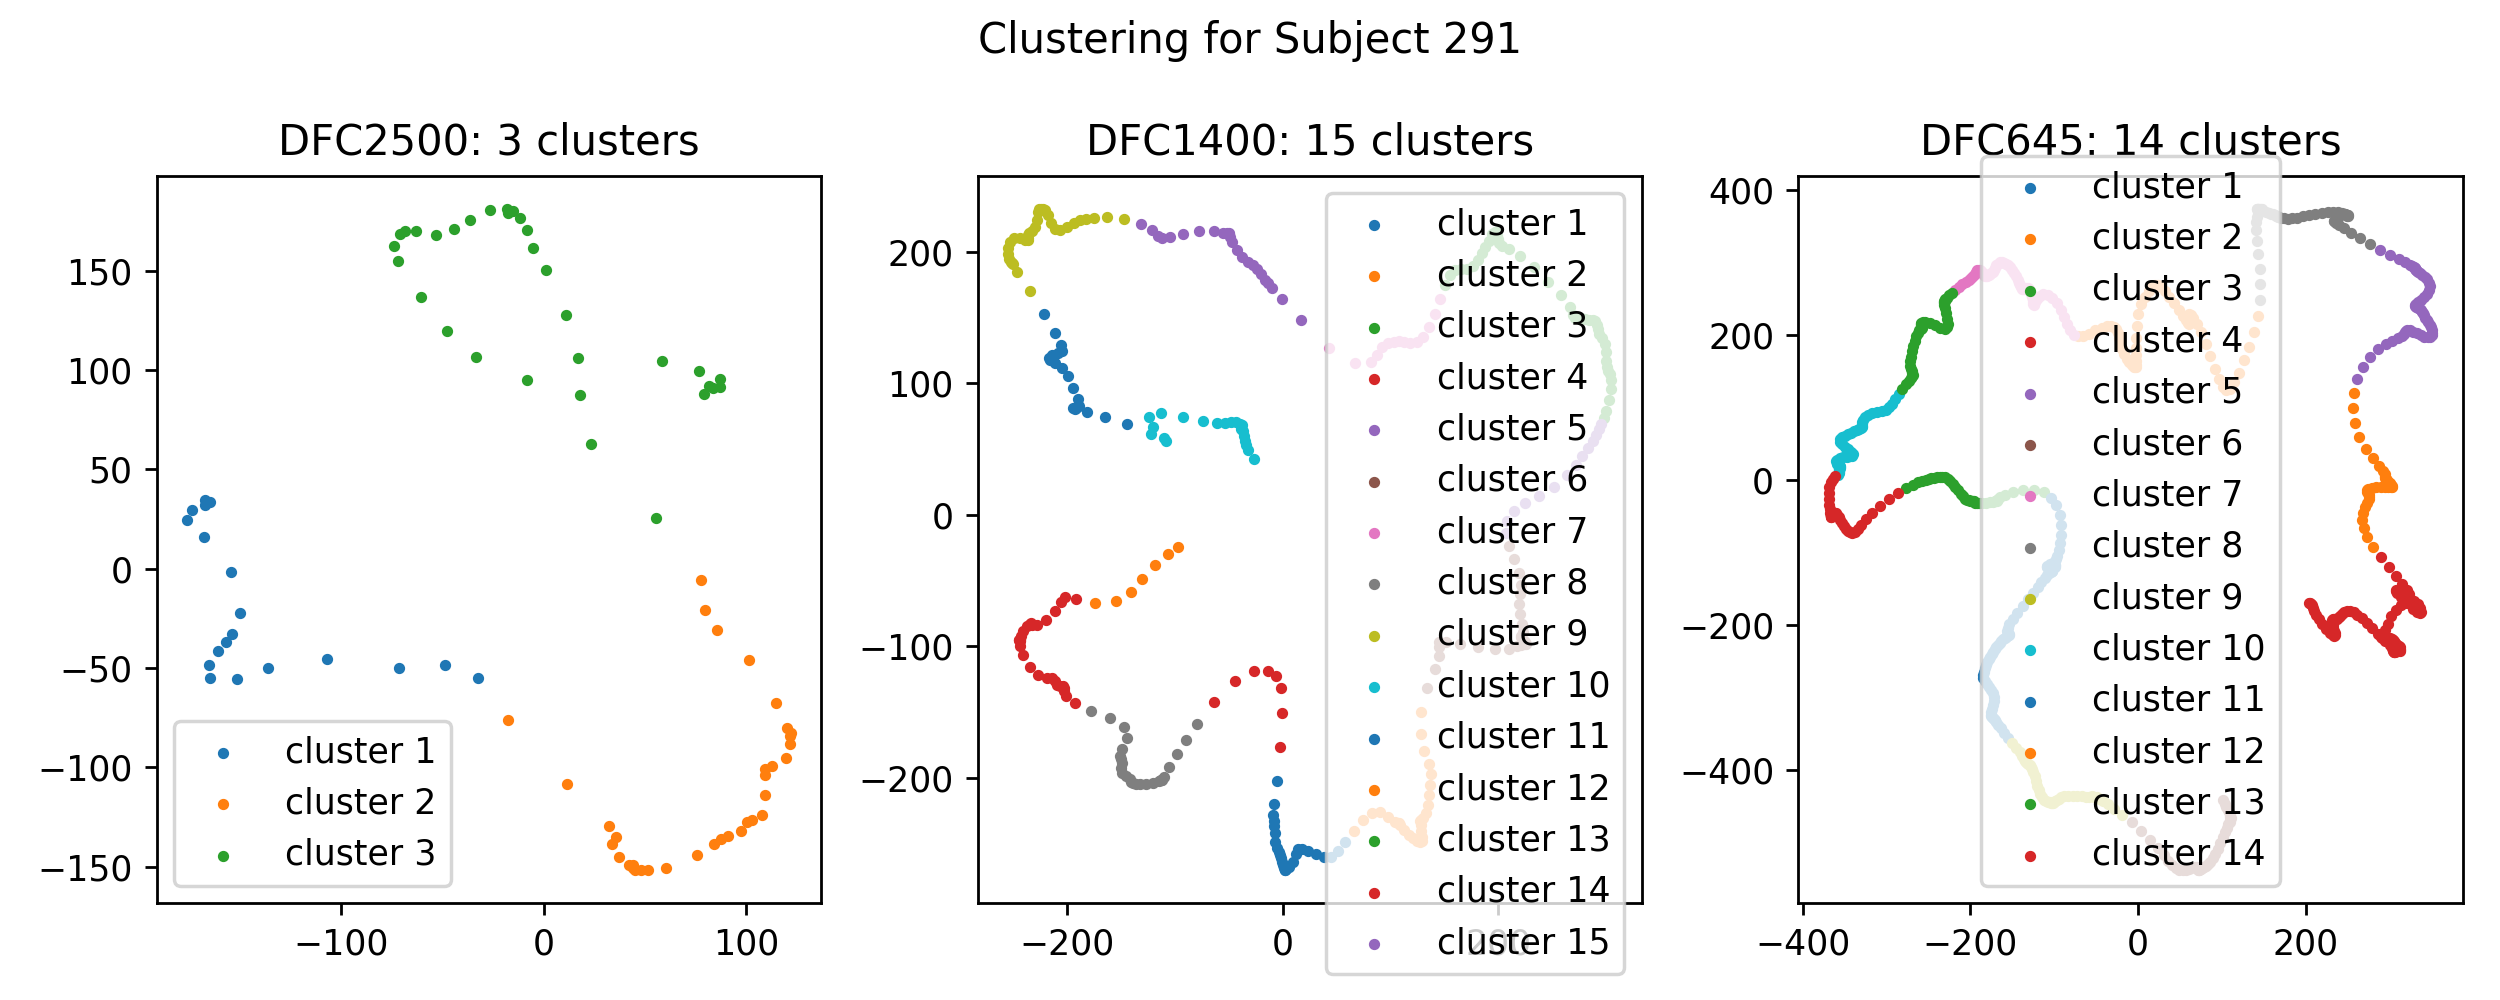 Clustering for Subject 291
DFC2500: 3 clusters
150
100
50
0
−50
−100
−150
−100
0
100
cluster 1
cluster 2
cluster 3
DFC1400: 15 clusters
200
100
0
−100
−200
−200
0
200
cluster 1
cluster 2
cluster 3
cluster 4
cluster 5
cluster 6
cluster 7
cluster 8
cluster 9
cluster 10
cluster 11
cluster 12
cluster 13
cluster 14
cluster 15
DFC645: 14 clusters
400
200
0
−200
−400
−400
−200
0
200
cluster 1
cluster 2
cluster 3
cluster 4
cluster 5
cluster 6
cluster 7
cluster 8
cluster 9
cluster 10
cluster 11
cluster 12
cluster 13
cluster 14